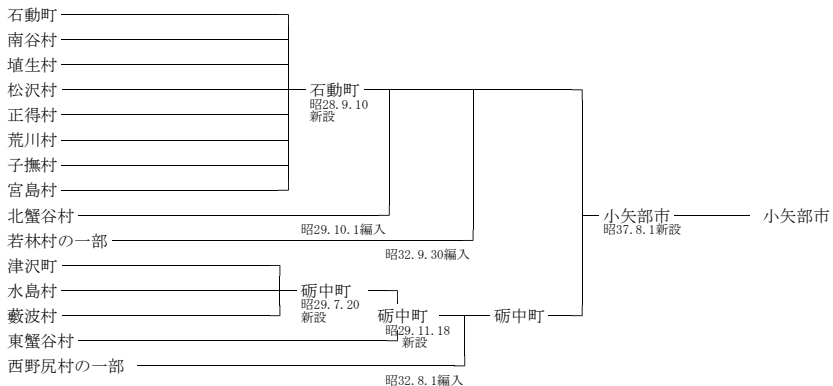 石動町
南谷村
埴生村
松沢村
石動町
昭28.9.10
新設
正得村
荒川村
子撫村
宮島村
北蟹谷村
昭29.10.1編入
小矢部市
昭37.8.1新設
小矢部市
若林村の一部
昭32.9.30編入
津沢町
水島村
砺中町
昭29.7.20
新設
藪波村
砺中町
昭29.11.18
新設
砺中町
東蟹谷村
西野尻村の一部
昭32.8.1編入